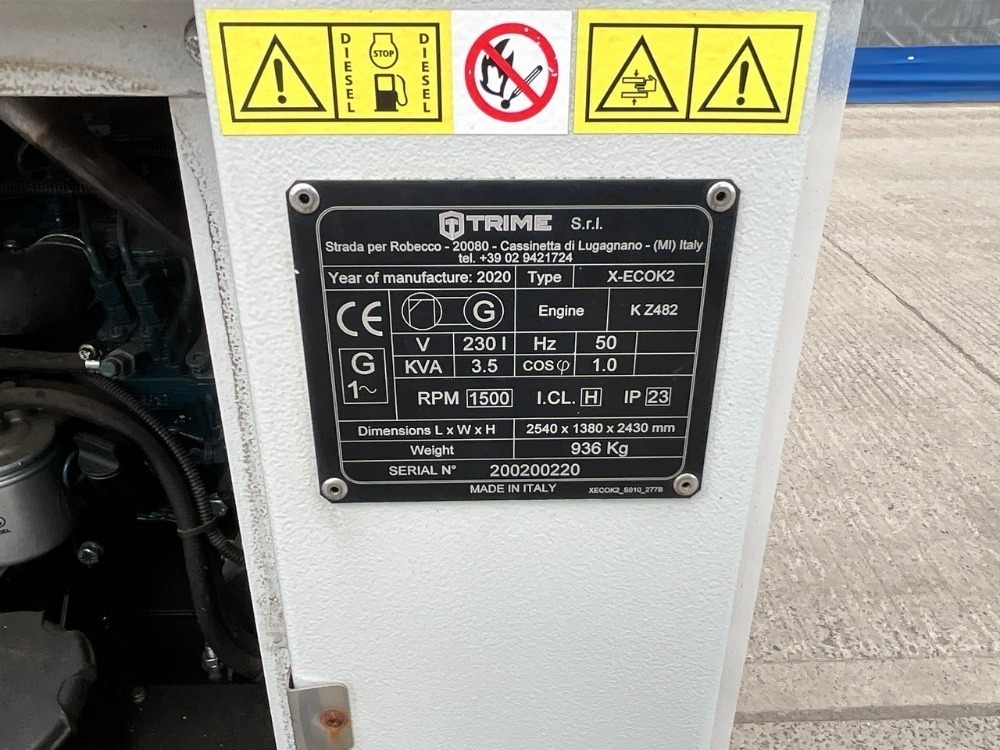 DIESEL STOP DIESEL
TRIME S.r.l.
Strada per Robecco - 20080 - Cassinetta di Lugagnano - (MI) Italy
tel. +39 02 9421724
Year of manufacture: 2020 Type X-ECOK2
CE G Engine K Z482
V 230 I Hz 50
G KVA 3.5 COS φ 1.0
1~ RPM 1500 I.CL. H IP 23
Dimensions L x W x H 2540 x 1380 x 2430 mm
Weight 936 Kg
SERIAL N° 200200220
MADE IN ITALY XECOK2_S010_277B